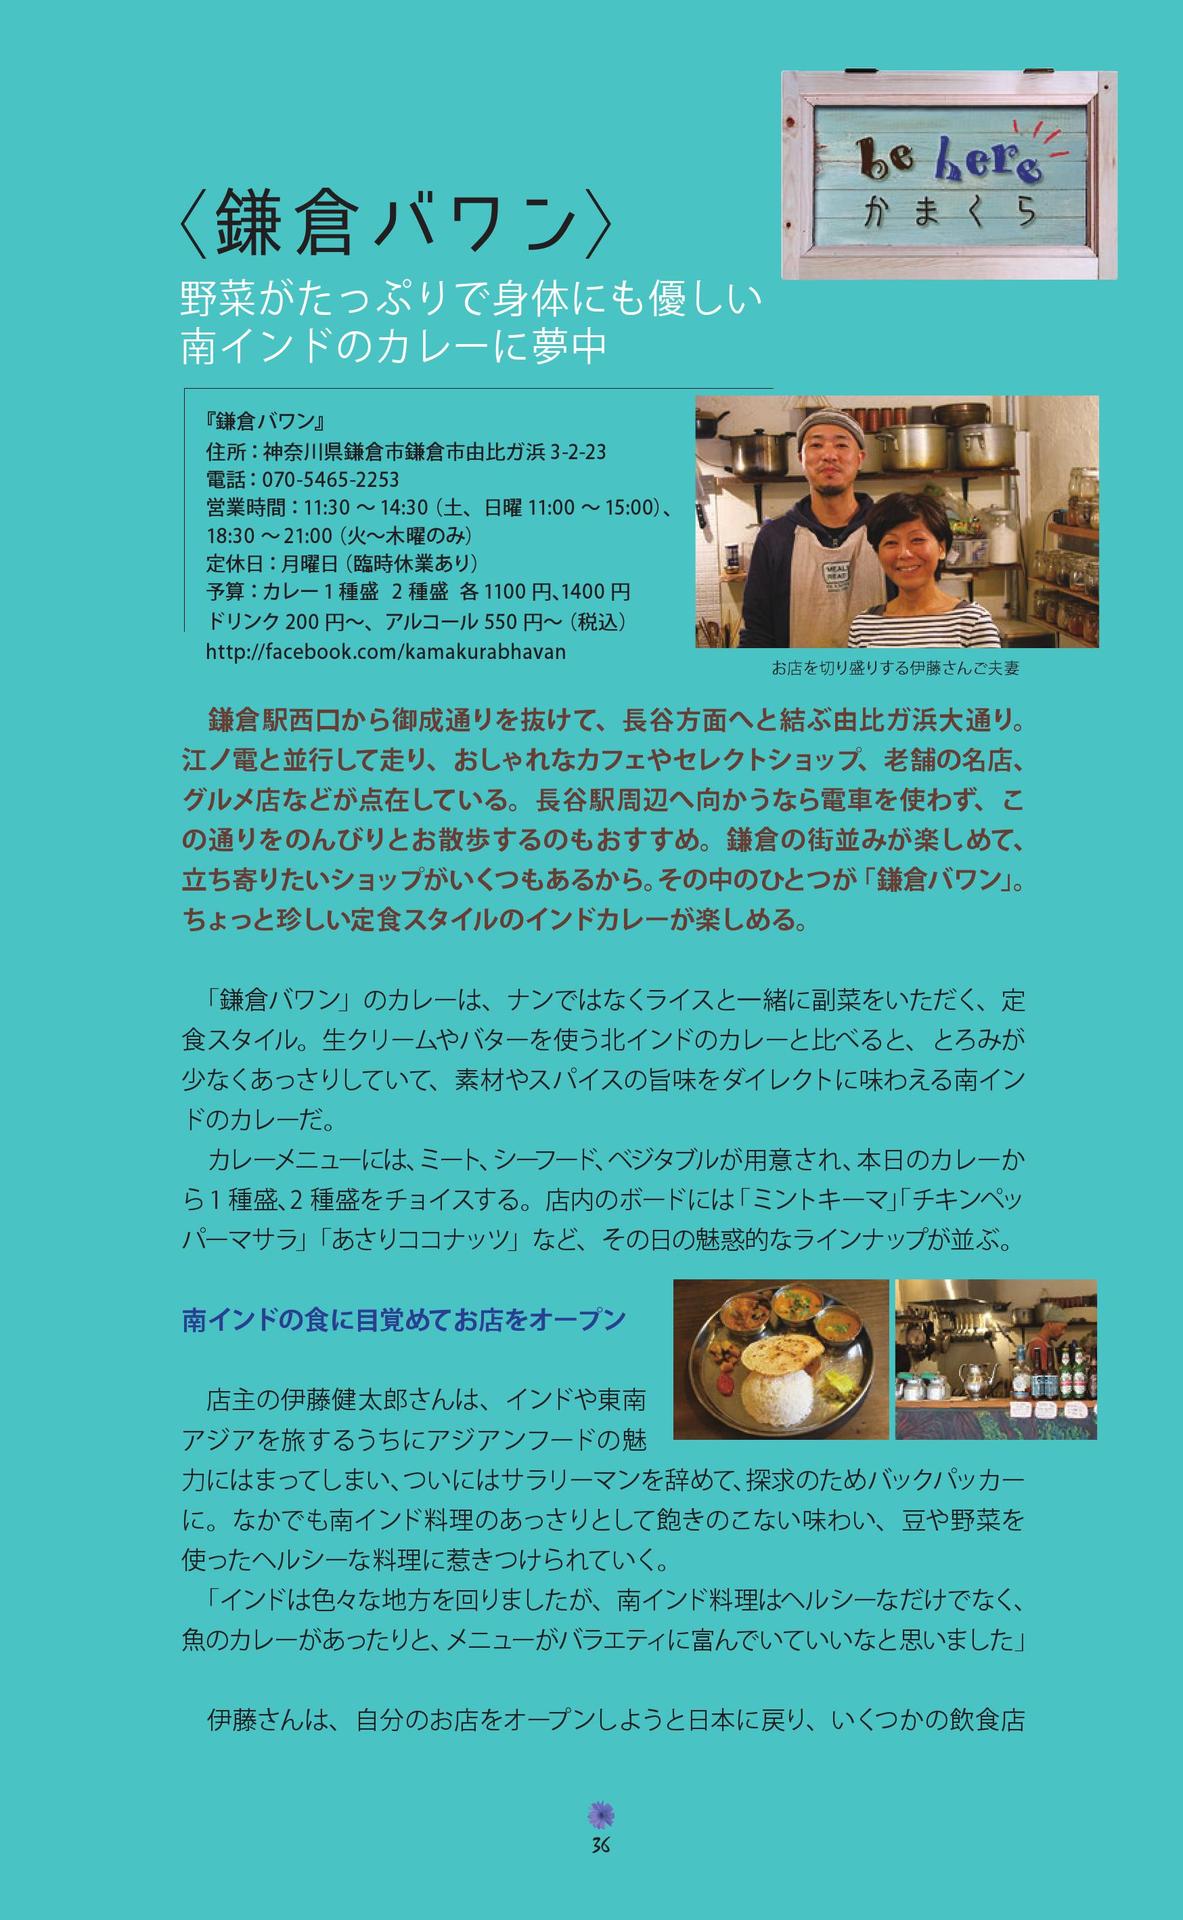 be here
かまくら
〈鎌倉バワン〉
野菜がたっぷりで身体にも優しい
南インドのカレーに夢中
『鎌倉バワン』
住所：神奈川県鎌倉市鎌倉市由比ガ浜 3-2-23
電話：070-5465-2253
営業時間：11:30 〜 14:30（土、日曜 11:00 〜 15:00）、
18:30 〜 21:00（火〜木曜のみ）
定休日：月曜日（臨時休業あり）
予算：カレー 1 種盛 2 種盛 各 1100 円、1400 円
ドリンク 200 円〜、アルコール 550 円〜（税込）
http://facebook.com/kamakurabhavan
MEALS
READY
お店を切り盛りする伊藤さんご夫妻
鎌倉駅西口から御成通りを抜けて、長谷方面へと結ぶ由比ガ浜大通り。
江ノ電と並行して走り、おしゃれなカフェやセレクトショップ、老舗の名店、
グルメ店などが点在している。長谷駅周辺へ向かうなら電車を使わず、こ
の通りをのんびりとお散歩するのもおすすめ。鎌倉の街並みが楽しめて、
立ち寄りたいショップがいくつもあるから。その中のひとつが「鎌倉バワン」。
ちょっと珍しい定食スタイルのインドカレーが楽しめる。
「鎌倉バワン」のカレーは、ナンではなくライスと一緒に副菜をいただく、定
食スタイル。生クリームやバターを使う北インドのカレーと比べると、とろみが
少なくあっさりしていて、素材やスパイスの旨味をダイレクトに味わえる南イン
ドのカレーだ。
カレーメニューには、ミート、シーフード、ベジタブルが用意され、本日のカレーか
ら 1 種盛、2 種盛をチョイスする。店内のボードには「ミントキーマ」「チキンペッ
パーマサラ」「あさりココナッツ」など、その日の魅惑的なラインナップが並ぶ。
南インドの食に目覚めてお店をオープン
店主の伊藤健太郎さんは、インドや東南
アジアを旅するうちにアジアンフードの魅
力にはまってしまい、ついにはサラリーマンを辞めて、探求のためバックパッカー
に。なかでも南インド料理のあっさりとして飽きのこない味わい、豆や野菜を
使ったヘルシーな料理に惹きつけられていく。
「インドは色々な地方を回りましたが、南インド料理はヘルシーなだけでなく、
魚のカレーがあったりと、メニューがバラエティに富んでいていいなと思いました」
伊藤さんは、自分のお店をオープンしようと日本に戻り、いくつかの飲食店
36